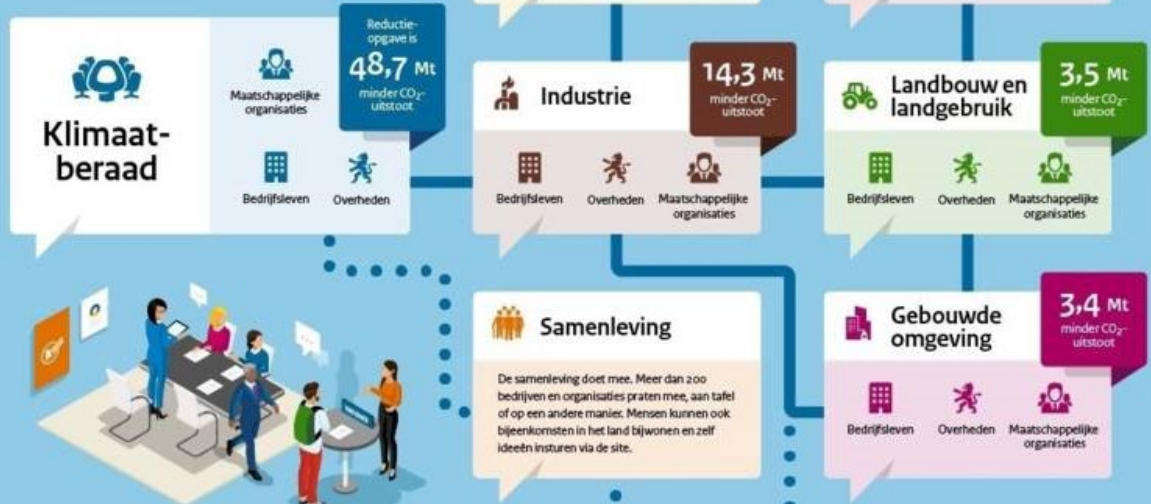 Klimaat-
beraad
Maatschappelijke
organisaties
Bedrijfsleven
Overheden
Reductie-
opgave is
48,7 Mt
minder CO₂-
uitstoot
Industrie
14,3 Mt
minder CO₂-
uitstoot
Bedrijfsleven
Overheden
Maatschappelijke
organisaties
Landbouw en
landgebruik
3,5 Mt
minder CO₂-
uitstoot
Bedrijfsleven
Overheden
Maatschappelijke
organisaties
Samenleving
De samenleving doet mee. Meer dan 200
bedrijven en organisaties praten mee, aan tafel
of op een andere manier. Mensen kunnen ook
bijeenkomsten in het land bijwonen en zelf
ideeën insturen via de site.
Gebouwde
omgeving
3,4 Mt
minder CO₂-
uitstoot
Bedrijfsleven
Overheden
Maatschappelijke
organisaties